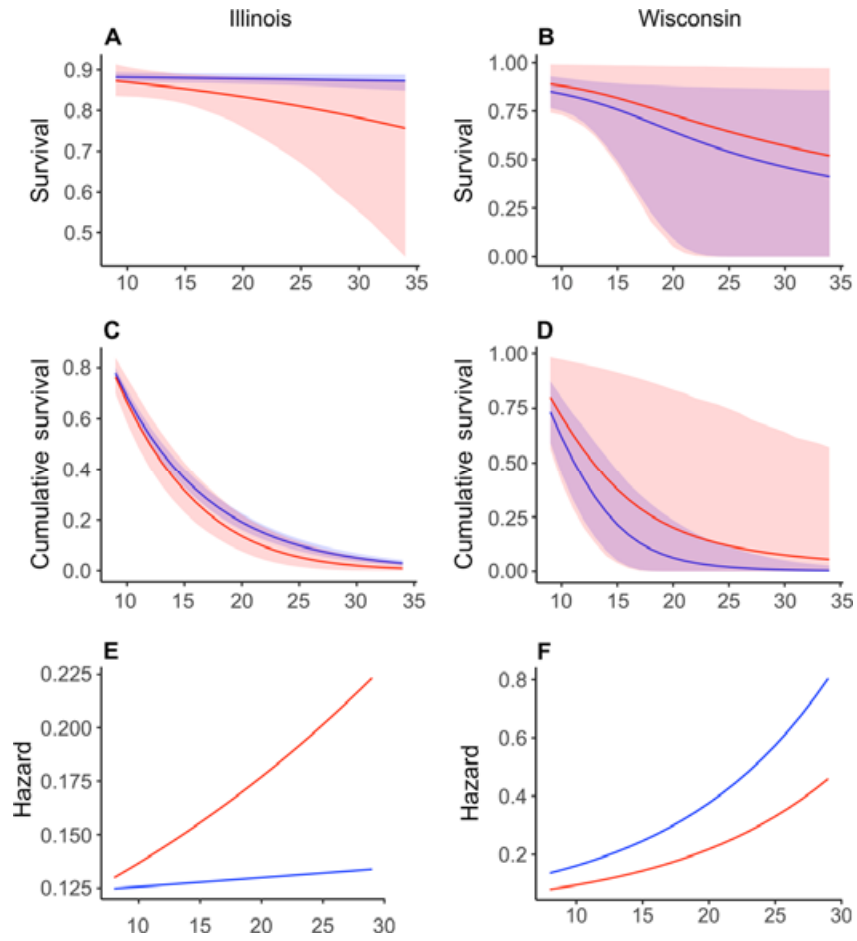 Illinois
Wisconsin
A
B
Survival
0.9
0.8
0.7
0.6
0.5
10 15 20 25 30 35
Survival
1.00
0.75
0.50
0.25
0.00
10 15 20 25 30 35
C
D
Cumulative survival
0.8
0.6
0.4
0.2
0.0
10 15 20 25 30 35
Cumulative survival
1.00
0.75
0.50
0.25
0.00
10 15 20 25 30 35
E
F
Hazard
0.225
0.200
0.175
0.150
0.125
10 15 20 25 30
Hazard
0.8
0.6
0.4
0.2
10 15 20 25 30